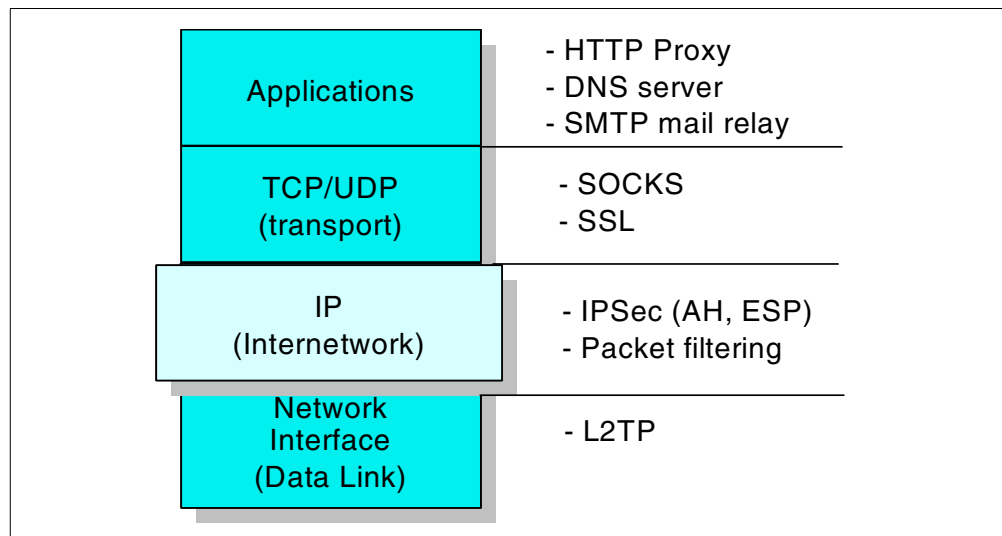 Applications
- HTTP Proxy
- DNS server
- SMTP mail relay
TCP/UDP
(transport)
- SOCKS
- SSL
IP
(Internetwork)
- IPSec (AH, ESP)
- Packet filtering
Network
Interface
(Data Link)
- L2TP